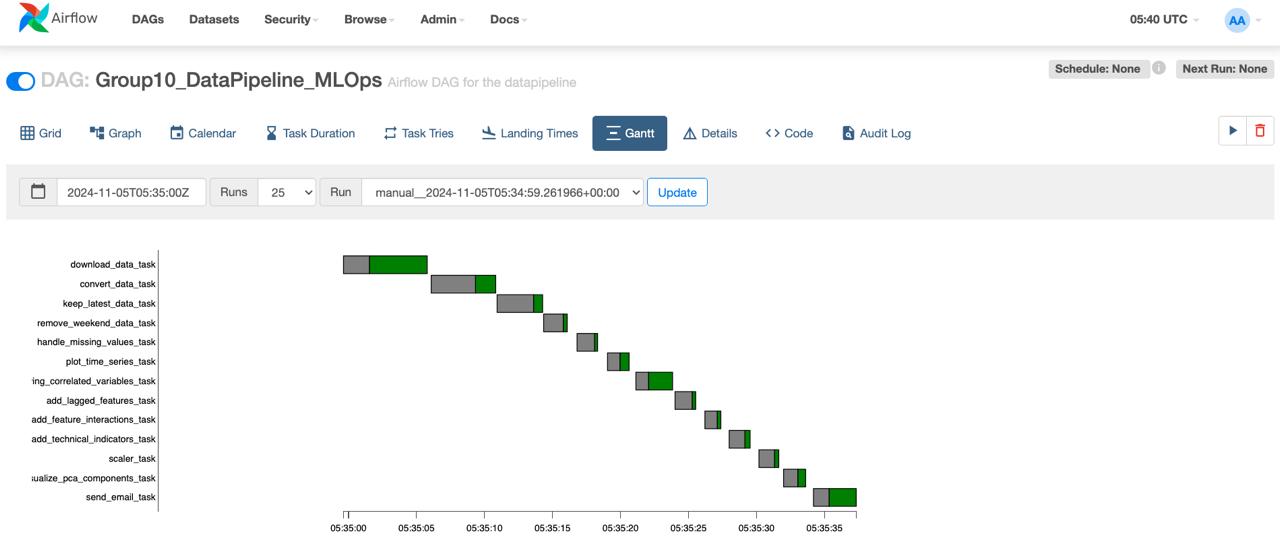 Airflow DAGs Datasets Security Browse Admin Docs 05:40 UTC AA
DAG: Group10_DataPipeline_MLOps Airflow DAG for the datapipeline Schedule: None Next Run: None
Grid Graph Calendar Task Duration Task Tries Landing Times Gantt Details Code Audit Log
2024-11-05T05:35:00Z Runs 25 Run manual__2024-11-05T05:34:59.261966+00:00 Update
download_data_task
convert_data_task
keep_latest_data_task
remove_weekend_data_task
handle_missing_values_task
plot_time_series_task
ing_correlated_variables_task
add_lagged_features_task
add_feature_interactions_task
add_technical_indicators_task
scaler_task
ualize_pca_components_task
send_email_task
05:35:00 05:35:05 05:35:10 05:35:15 05:35:20 05:35:25 05:35:30 05:35:35